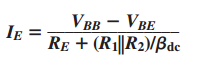 I_E = (V_BB − V_BE) / (R_E + (R_1||R_2)/β_dc)